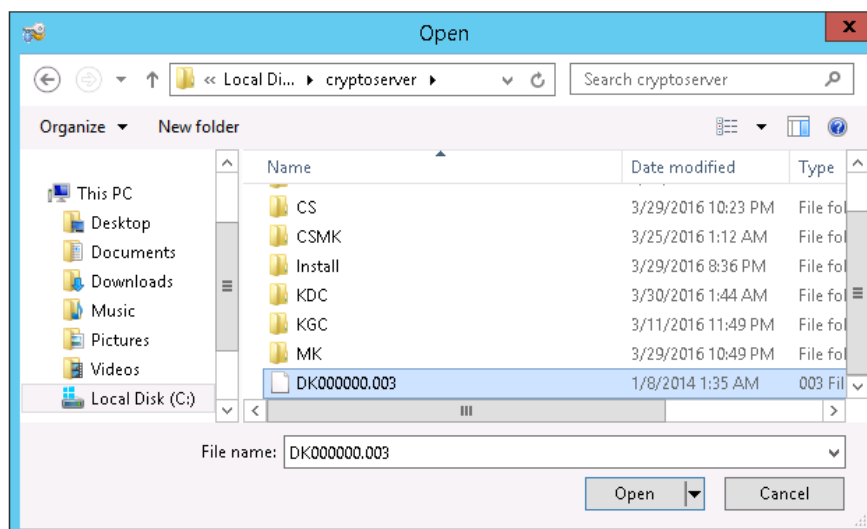 Open
x
« Local Di... ▸ cryptoserver ▸
Search cryptoserver
Organize ▾ New folder
Name Date modified Type
This PC
Desktop
Documents
Downloads
Music
Pictures
Videos
Local Disk (C:)
CS 3/29/2016 10:23 PM File fol
CSMK 3/25/2016 1:12 AM File fol
Install 3/29/2016 8:36 PM File fol
KDC 3/30/2016 1:44 AM File fol
KGC 3/11/2016 11:49 PM File fol
MK 3/29/2016 10:49 PM File fol
DK000000.003 1/8/2014 1:35 AM 003 Fil
File name: DK000000.003
Open Cancel